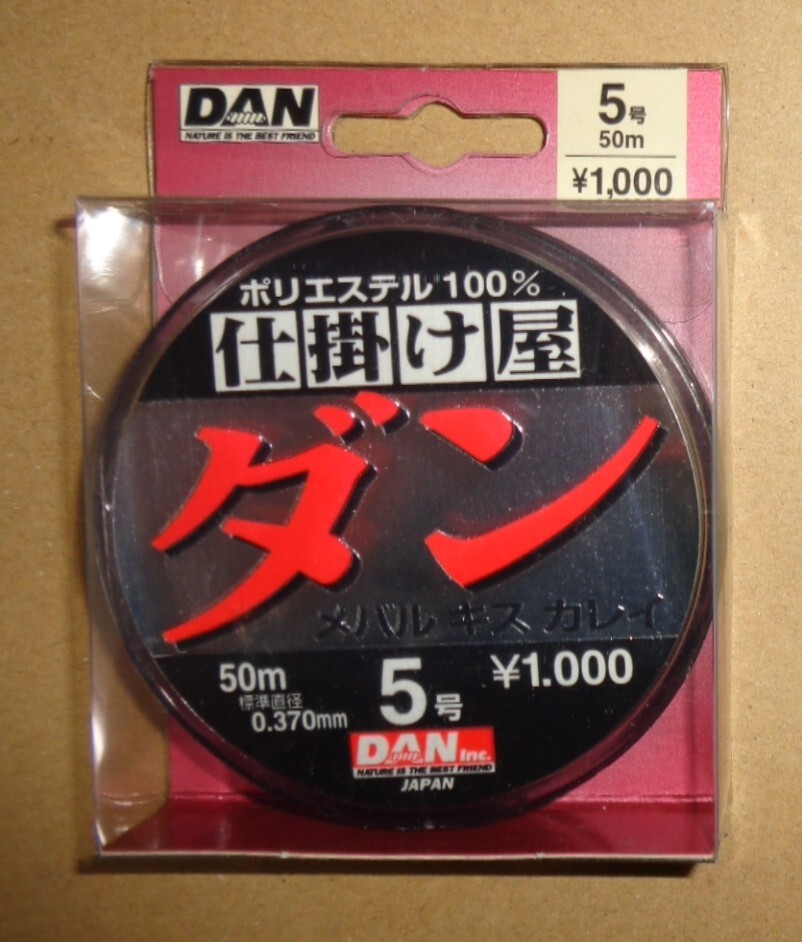 DAN
NATURE IS THE BEST FRIEND
5号
50m
¥1,000
ポリエステル100%
仕掛け屋
ダン
メバル キス カレイ
50m
標準直径
0.370mm
5号
¥1.000
DAN Inc.
NATURE IS THE BEST FRIEND
JAPAN